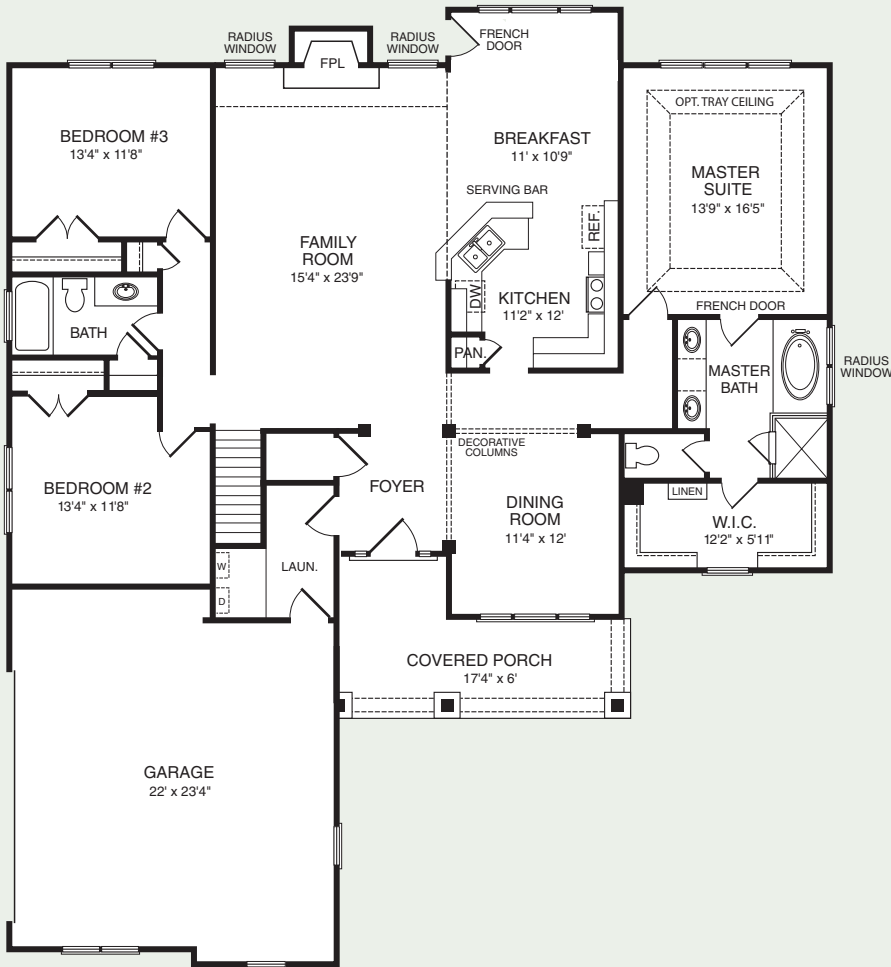 RADIUS
WINDOW
FPL
RADIUS
WINDOW
FRENCH
DOOR
BEDROOM #3
13'4" x 11'8"
BREAKFAST
11' x 10'9"
OPT. TRAY CEILING
MASTER
SUITE
13'9" x 16'5"
SERVING BAR
REF.
FAMILY
ROOM
15'4" x 23'9"
DW
KITCHEN
11'2" x 12'
FRENCH DOOR
BATH
PAN.
MASTER
BATH
RADIUS
WINDOW
DECORATIVE
COLUMNS
BEDROOM #2
13'4" x 11'8"
FOYER
DINING
ROOM
11'4" x 12'
LINEN
W.I.C.
12'2" x 5'11"
W
D
LAUN.
COVERED PORCH
17'4" x 6'
GARAGE
22' x 23'4"